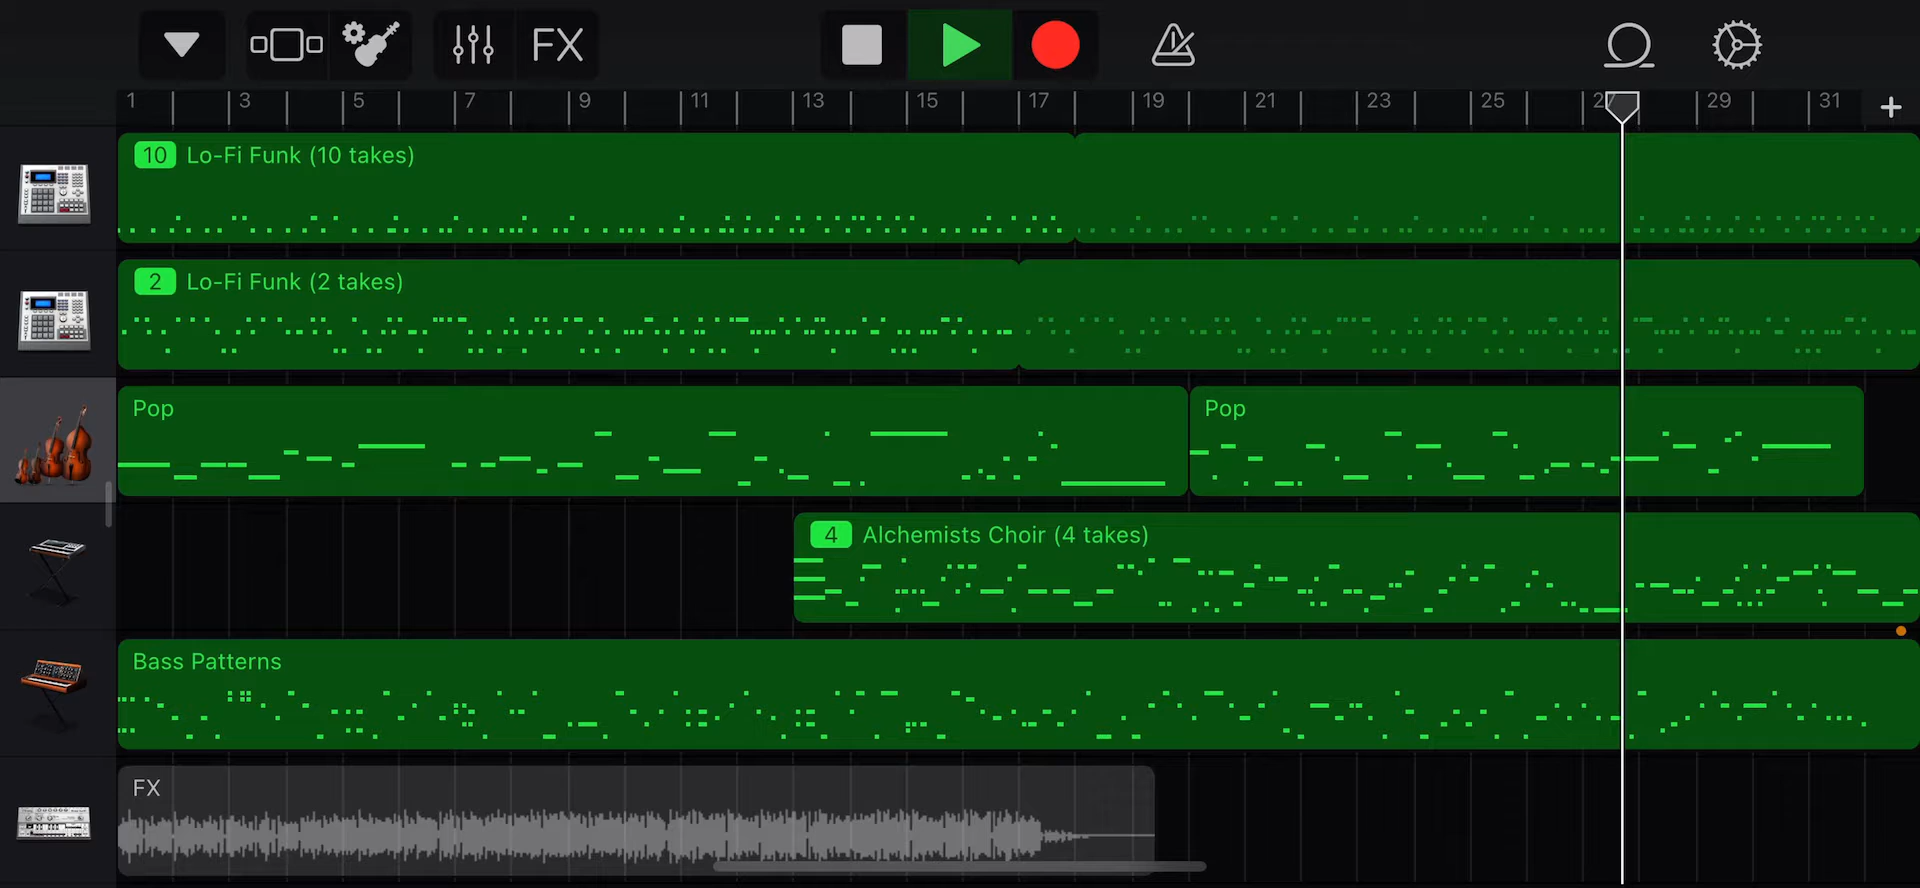 FX
1 3 5 7 9 11 13 15 17 19 21 23 25 27 29 31 +
10 Lo-Fi Funk (10 takes)
2 Lo-Fi Funk (2 takes)
Pop Pop
4 Alchemists Choir (4 takes)
Bass Patterns
FX